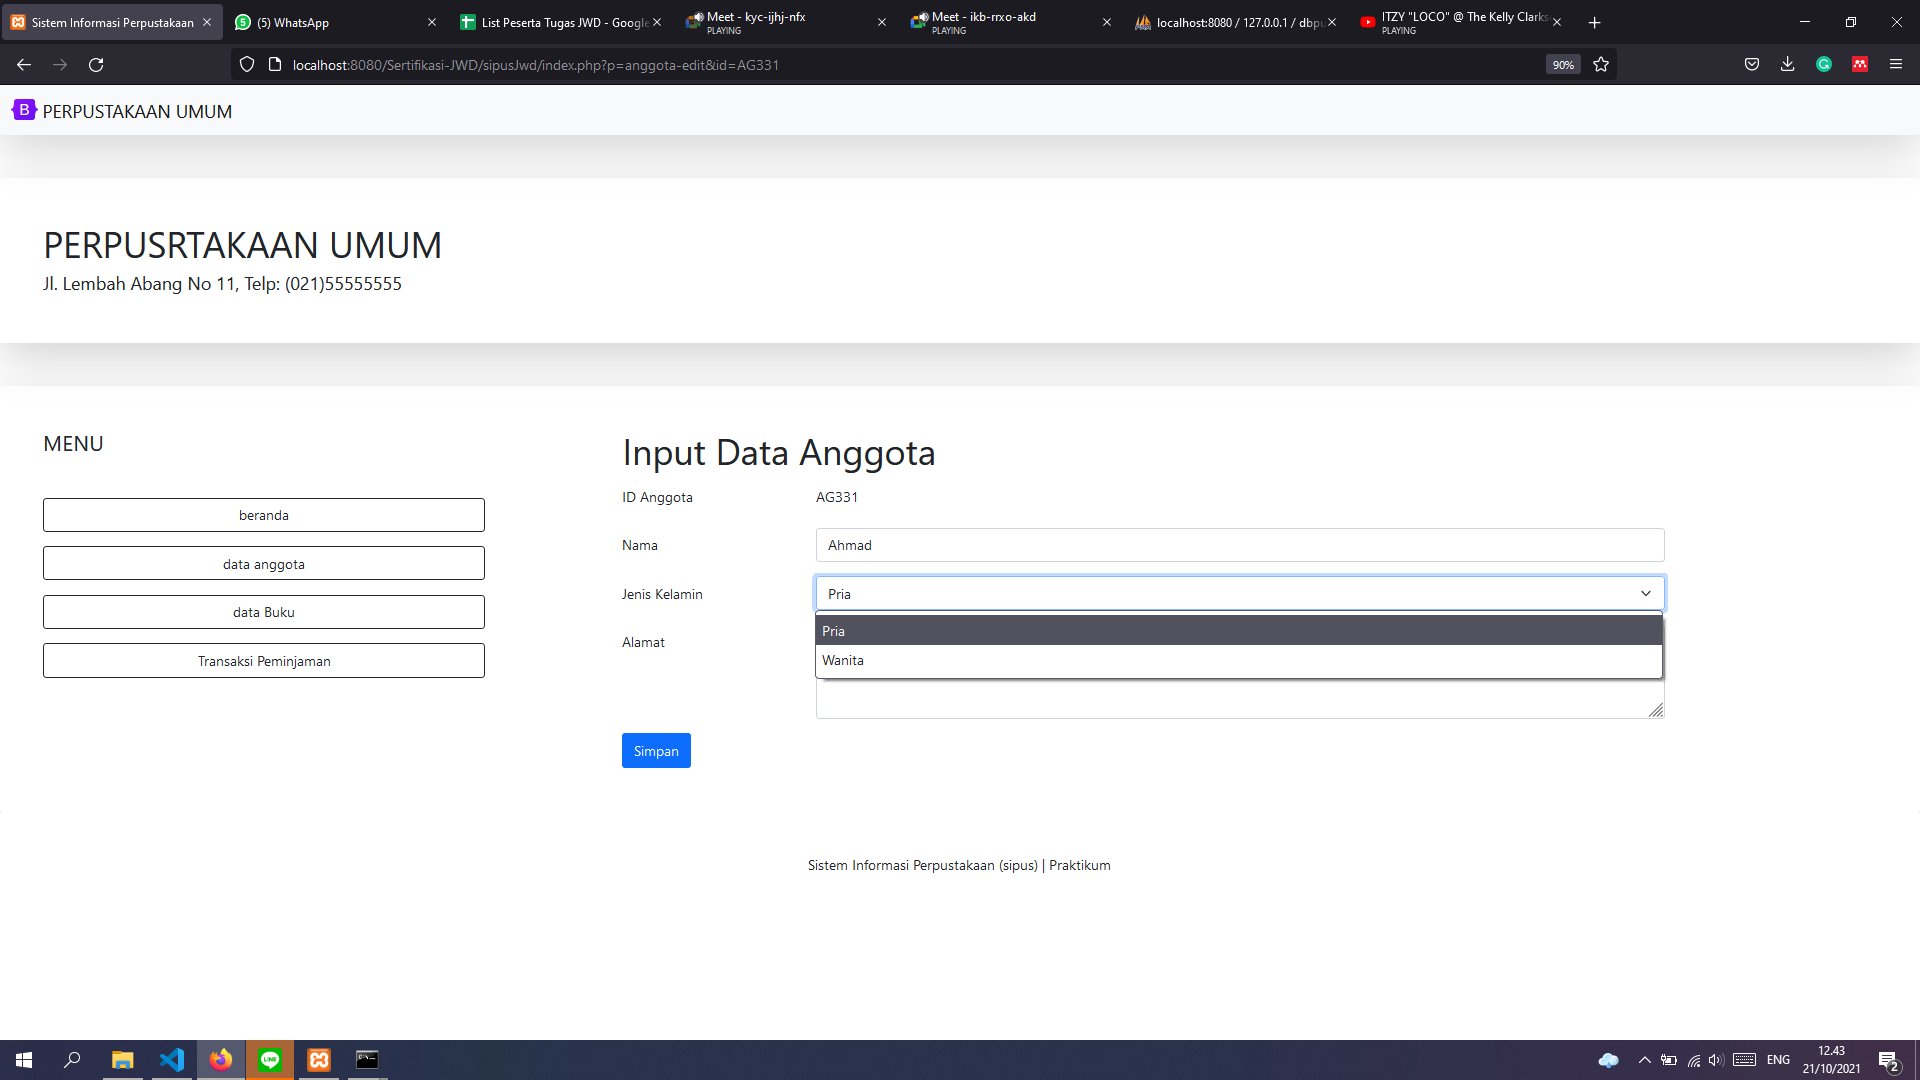 Sistem Informasi Perpustakaan
(5) WhatsApp
List Peserta Tugas JWD - Google
Meet - kyc-ijhj-nfx
PLAYING
Meet - ikb-rrxo-akd
PLAYING
localhost:8080 / 127.0.0.1 / dbpu
ITZY "LOCO" @ The Kelly Clarks
PLAYING
localhost:8080/Sertifikasi-JWD/sipusJwd/index.php?p=anggota-edit&id=AG331
90%
B PERPUSTAKAAN UMUM
PERPUSRTAKAAN UMUM
Jl. Lembah Abang No 11, Telp: (021)55555555
MENU
beranda
data anggota
data Buku
Transaksi Peminjaman
Input Data Anggota
ID Anggota AG331
Nama Ahmad
Jenis Kelamin Pria
Pria
Wanita
Alamat
Simpan
Sistem Informasi Perpustakaan (sipus) | Praktikum
LINE
ENG
12.43
21/10/2021
2